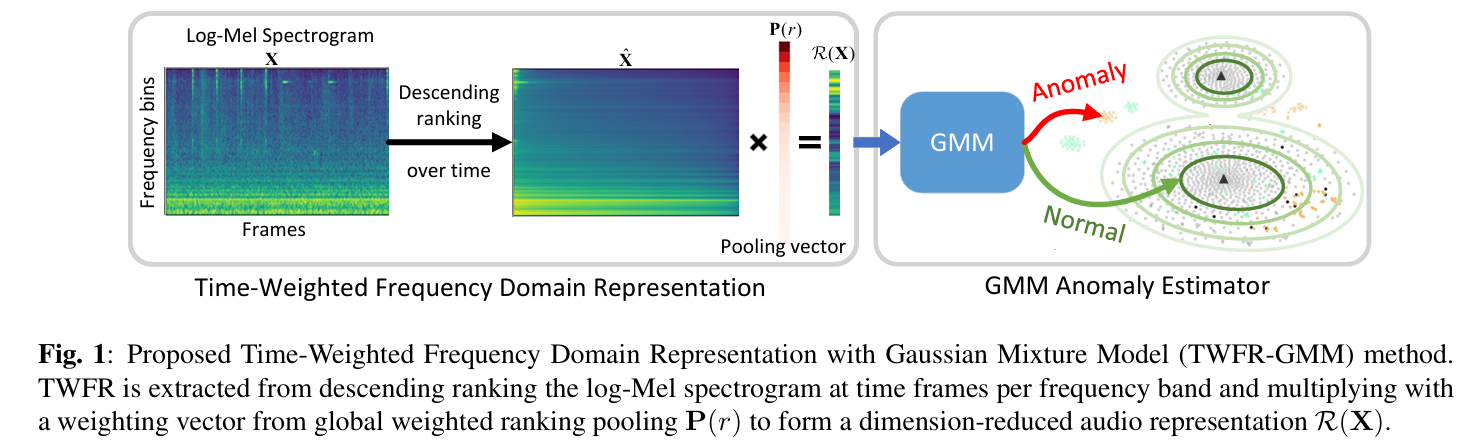 Log-Mel Spectrogram
X
Frequency bins
Frames
Descending
ranking
over time
X̂
P(r)
R(X)
Pooling vector
Time-Weighted Frequency Domain Representation
GMM
Anomaly
Normal
GMM Anomaly Estimator
Fig. 1: Proposed Time-Weighted Frequency Domain Representation with Gaussian Mixture Model (TWFR-GMM) method.
TWFR is extracted from descending ranking the log-Mel spectrogram at time frames per frequency band and multiplying with
a weighting vector from global weighted ranking pooling P(r) to form a dimension-reduced audio representation R(X).